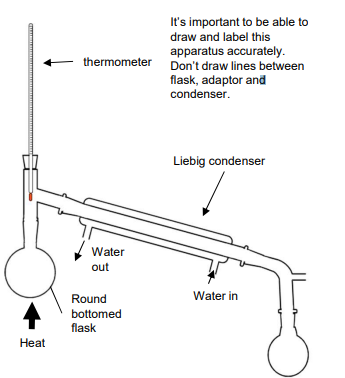 It's important to be able to
draw and label this
apparatus accurately.
Don't draw lines between
flask, adaptor and
condenser.
thermometer
Liebig condenser
Water
out
Water in
Round
bottomed
flask
Heat